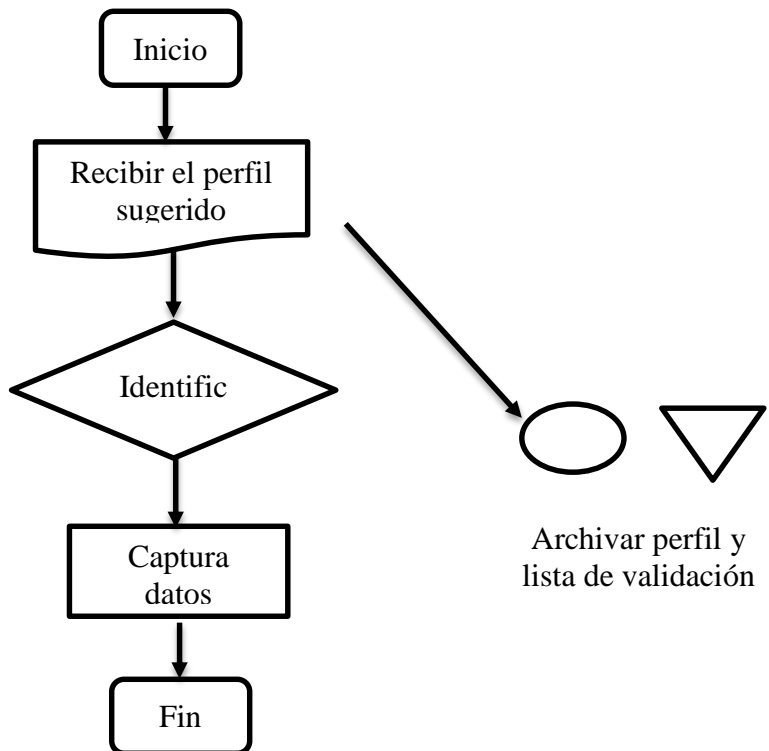 Inicio
Recibir el perfil
sugerido
Identific
Captura
datos
Archivar perfil y
lista de validación
Fin